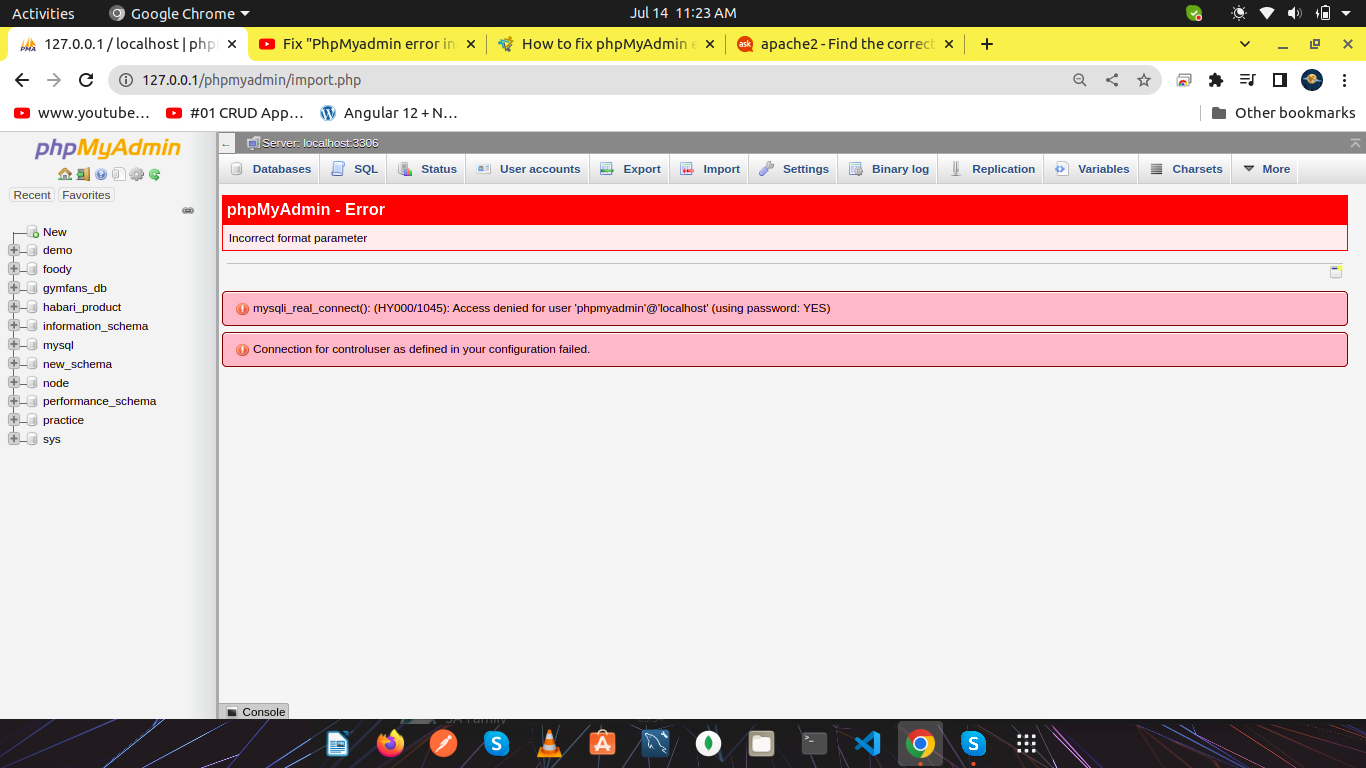 Activities
Google Chrome
Jul 14 11:23 AM
127.0.0.1 / localhost | php
Fix "PhpMyadmin error in
How to fix phpMyAdmin e
ask
apache2 - Find the correct
127.0.0.1/phpmyadmin/import.php
www.youtube...
#01 CRUD App...
Angular 12 + N...
Other bookmarks
phpMyAdmin
Recent
Favorites
New
demo
foody
gymfans_db
habari_product
information_schema
mysql
new_schema
node
performance_schema
practice
sys
Server: localhost:3306
Databases
SQL
Status
User accounts
Export
Import
Settings
Binary log
Replication
Variables
Charsets
More
phpMyAdmin - Error
Incorrect format parameter
mysqli_real_connect(): (HY000/1045): Access denied for user 'phpmyadmin'@'localhost' (using password: YES)
Connection for controluser as defined in your configuration failed.
Console